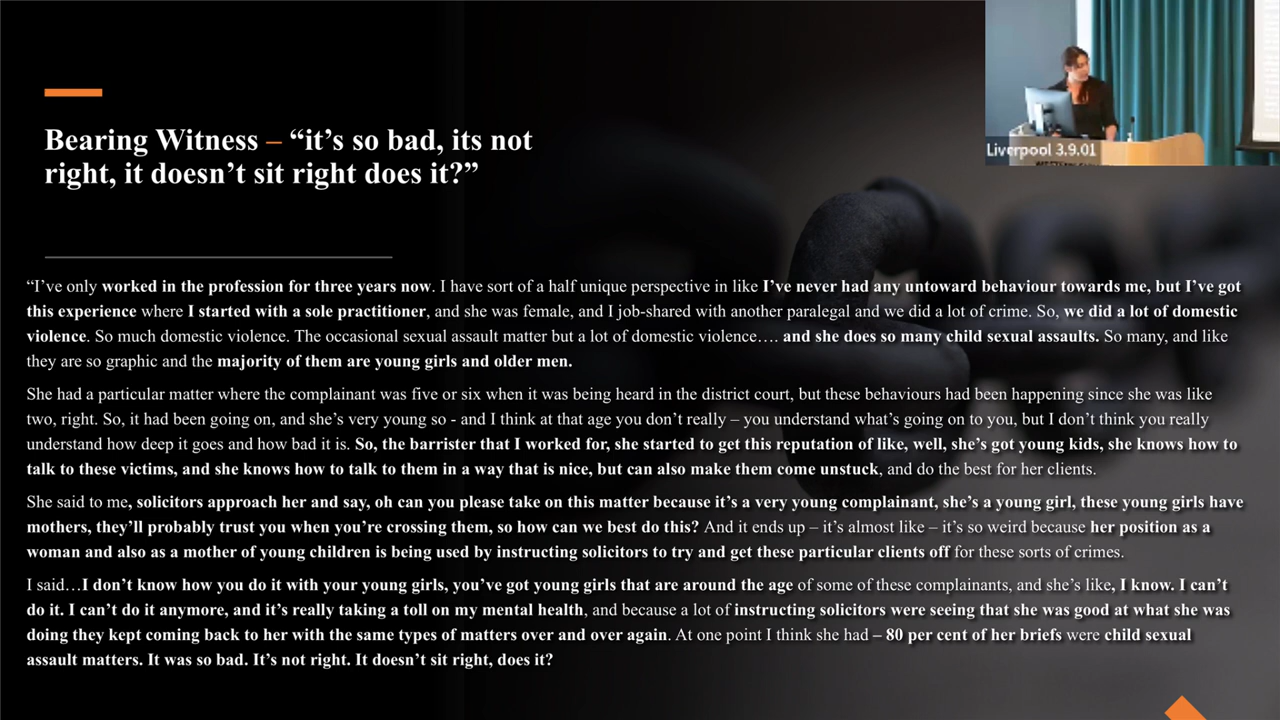 Bearing Witness – “it’s so bad, its not
right, it doesn’t sit right does it?”
Liverpool 3.9.01
“I’ve only worked in the profession for three years now. I have sort of a half unique perspective in like I’ve never had any untoward behaviour towards me, but I’ve got
this experience where I started with a sole practitioner, and she was female, and I job-shared with another paralegal and we did a lot of crime. So, we did a lot of domestic
violence. So much domestic violence. The occasional sexual assault matter but a lot of domestic violence…. and she does so many child sexual assaults. So many, and like
they are so graphic and the majority of them are young girls and older men.
She had a particular matter where the complainant was five or six when it was being heard in the district court, but these behaviours had been happening since she was like
two, right. So, it had been going on, and she’s very young so - and I think at that age you don’t really – you understand what’s going on to you, but I don’t think you really
understand how deep it goes and how bad it is. So, the barrister that I worked for, she started to get this reputation of like, well, she’s got young kids, she knows how to
talk to these victims, and she knows how to talk to them in a way that is nice, but can also make them come unstuck, and do the best for her clients.
She said to me, solicitors approach her and say, oh can you please take on this matter because it’s a very young complainant, she’s a young girl, these young girls have
mothers, they’ll probably trust you when you’re crossing them, so how can we best do this? And it ends up – it’s almost like – it’s so weird because her position as a
woman and also as a mother of young children is being used by instructing solicitors to try and get these particular clients off for these sorts of crimes.
I said…I don’t know how you do it with your young girls, you’ve got young girls that are around the age of some of these complainants, and she’s like, I know. I can’t
do it. I can’t do it anymore, and it’s really taking a toll on my mental health, and because a lot of instructing solicitors were seeing that she was good at what she was
doing they kept coming back to her with the same types of matters over and over again. At one point I think she had – 80 per cent of her briefs were child sexual
assault matters. It was so bad. It’s not right. It doesn’t sit right, does it?